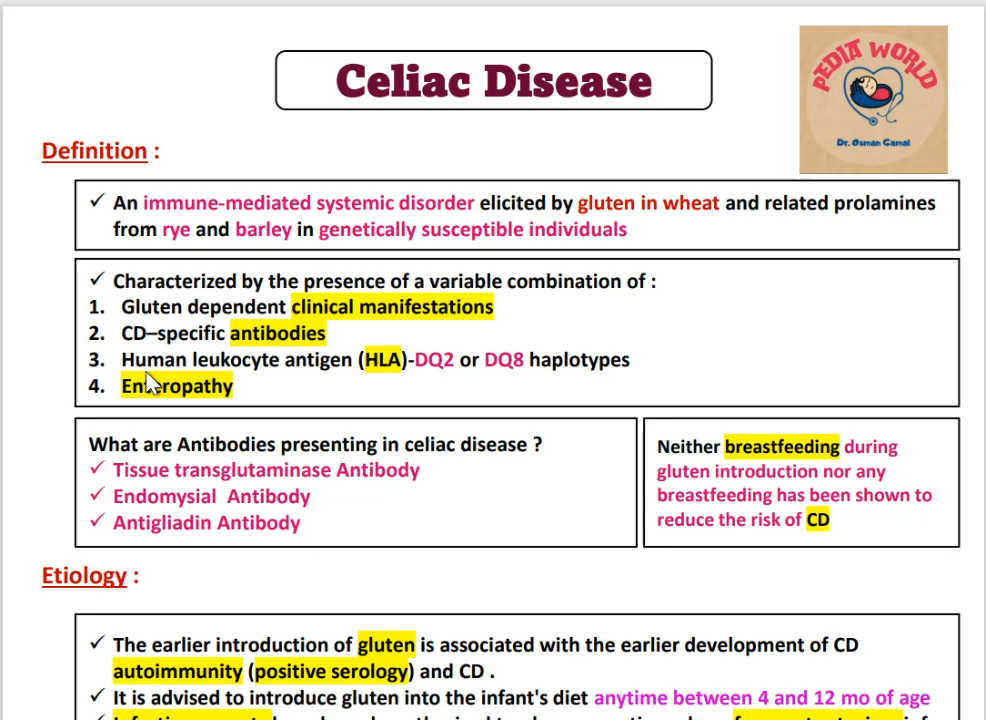 PEDIA WORLD
Dr. Osman Gamal
Celiac Disease
Definition :
✓ An immune-mediated systemic disorder elicited by gluten in wheat and related prolamines
from rye and barley in genetically susceptible individuals
✓ Characterized by the presence of a variable combination of :
1. Gluten dependent clinical manifestations
2. CD–specific antibodies
3. Human leukocyte antigen (HLA)-DQ2 or DQ8 haplotypes
4. Enteropathy
What are Antibodies presenting in celiac disease ?
✓ Tissue transglutaminase Antibody
✓ Endomysial Antibody
✓ Antigliadin Antibody
Neither breastfeeding during
gluten introduction nor any
breastfeeding has been shown to
reduce the risk of CD
Etiology :
✓ The earlier introduction of gluten is associated with the earlier development of CD
autoimmunity (positive serology) and CD .
✓ It is advised to introduce gluten into the infant's diet anytime between 4 and 12 mo of age